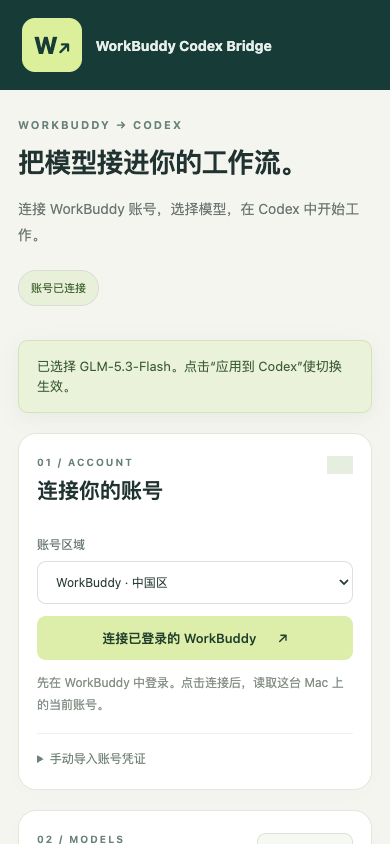 W↗
WorkBuddy Codex Bridge
WORKBUDDY → CODEX
把模型接进你的工作流。
连接 WorkBuddy 账号，选择模型，在 Codex 中开始工
作。
账号已连接
已选择 GLM-5.3-Flash。点击“应用到 Codex”使切换
生效。
01 / ACCOUNT
连接你的账号
账号区域
WorkBuddy · 中国区
连接已登录的 WorkBuddy ↗
先在 WorkBuddy 中登录。点击连接后，读取这台 Mac 上
的当前账号。
▶ 手动导入账号凭证
02 / MODELS